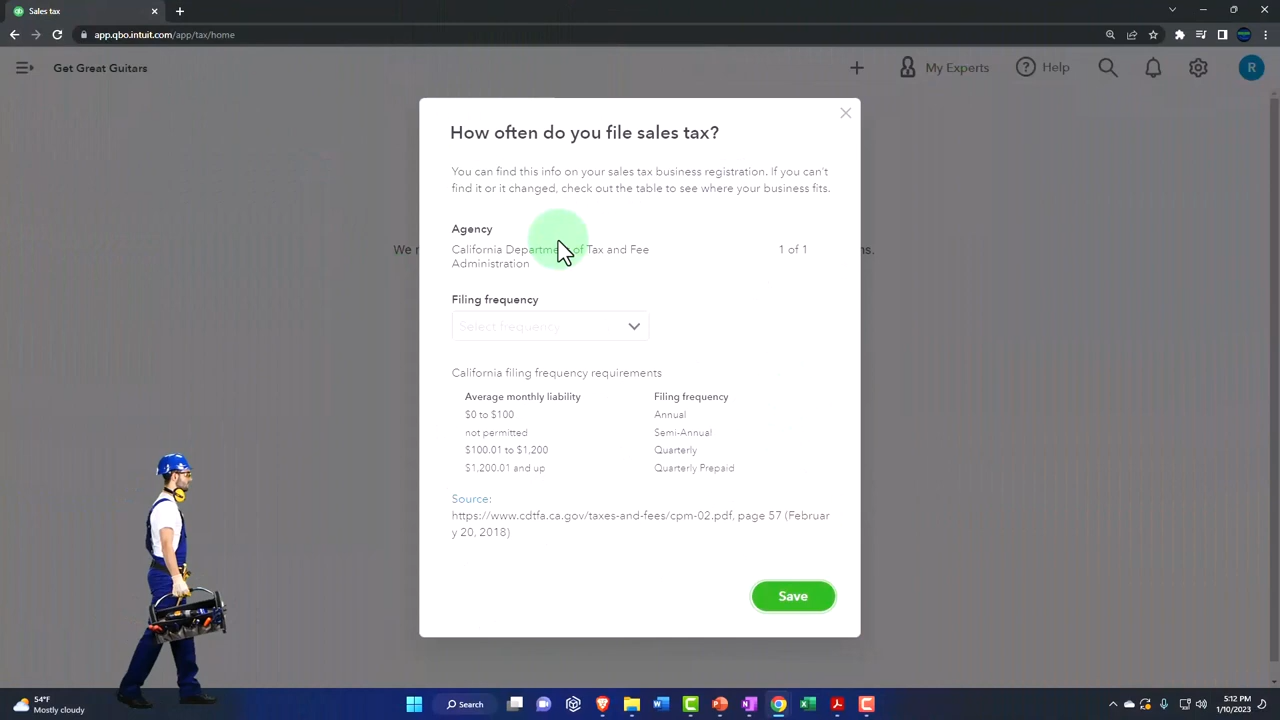 Sales tax
app.qbo.intuit.com/app/tax/home
Get Great Guitars
My Experts
Help
R
How often do you file sales tax?
You can find this info on your sales tax business registration. If you can't
find it or it changed, check out the table to see where your business fits.
Agency
We
California Department of Tax and Fee
1 of 1
Administration
Filing frequency
Select frequency
California filing frequency requirements
Average monthly liability Filing frequency
$0 to $100 Annual
not permitted Semi-Annual
$100.01 to $1,200 Quarterly
$1,200.01 and up Quarterly Prepaid
Source:
https://www.cdtfa.ca.gov/taxes-and-fees/cpm-02.pdf, page 57 (Februar
y 20, 2018)
Save
qb
54°F
Mostly cloudy
Search
5:12 PM
1/10/2023